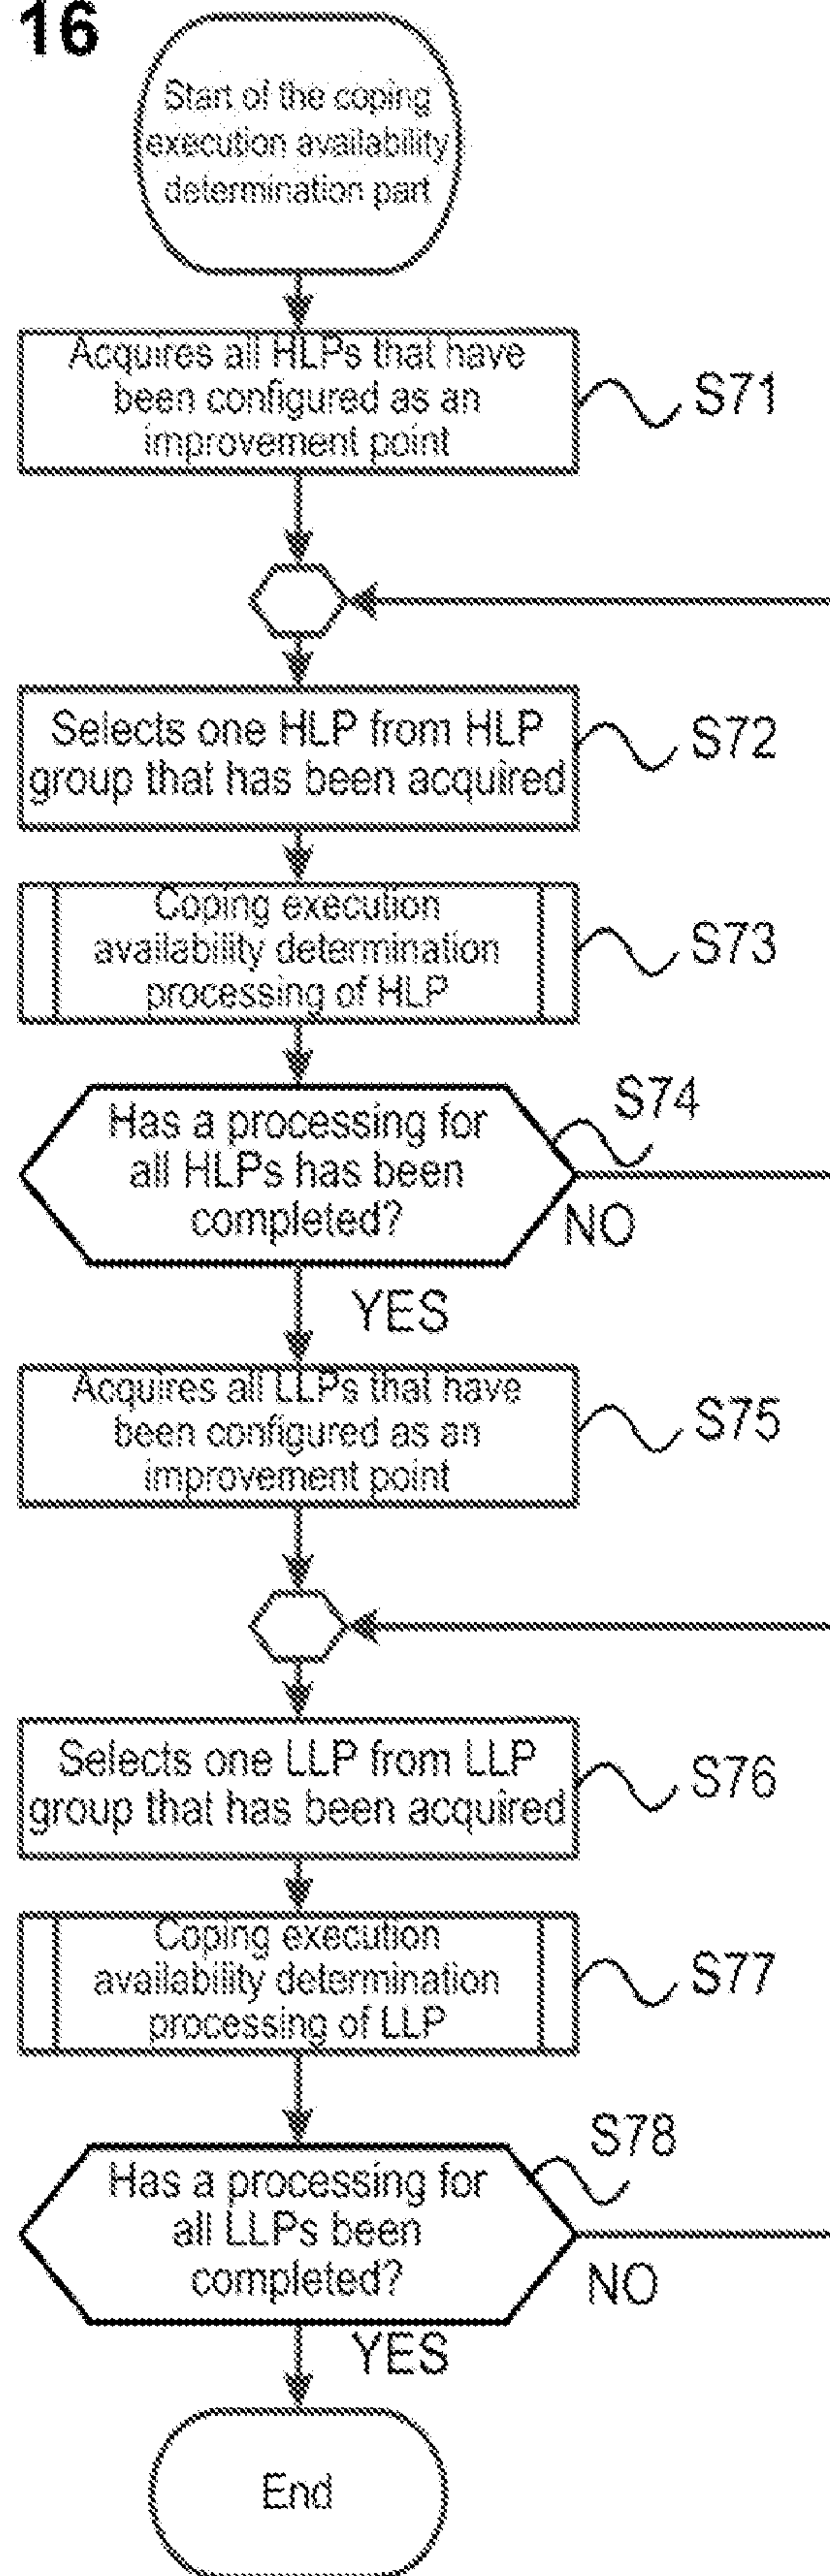 16
Start of the coping
execution availability
determination part
Acquires all HLPs that have
been configured as an
improvement point
S71
Selects one HLP from HLP
group that has been acquired
S72
Coping execution
availability determination
processing of HLP
S73
Has a processing for
all HLPs has been
completed?
S74
NO
YES
Acquires all LLPs that have
been configured as an
improvement point
S75
Selects one LLP from LLP
group that has been acquired
S76
Coping execution
availability determination
processing of LLP
S77
Has a processing for
all LLPs been
completed?
S78
NO
YES
End